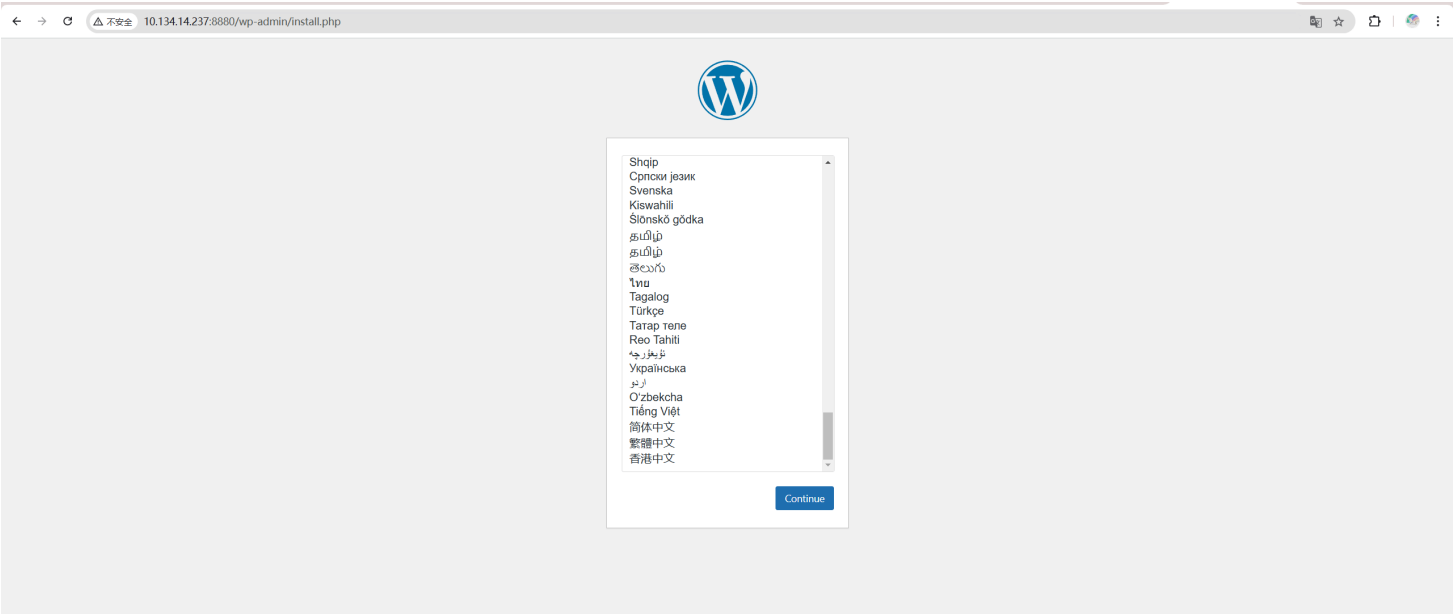 不安全 10.134.14.237:8880/wp-admin/install.php
Shqip
Српски језик
Svenska
Kiswahili
Ślōnskŏ gŏdka
தமிழ்
தமிழ்
తెలుగు
ไทย
Tagalog
Türkçe
Татар теле
Reo Tahiti
ئۇيغۇرچە
Українська
اردو
O‘zbekcha
Tiếng Việt
简体中文
繁體中文
香港中文
Continue